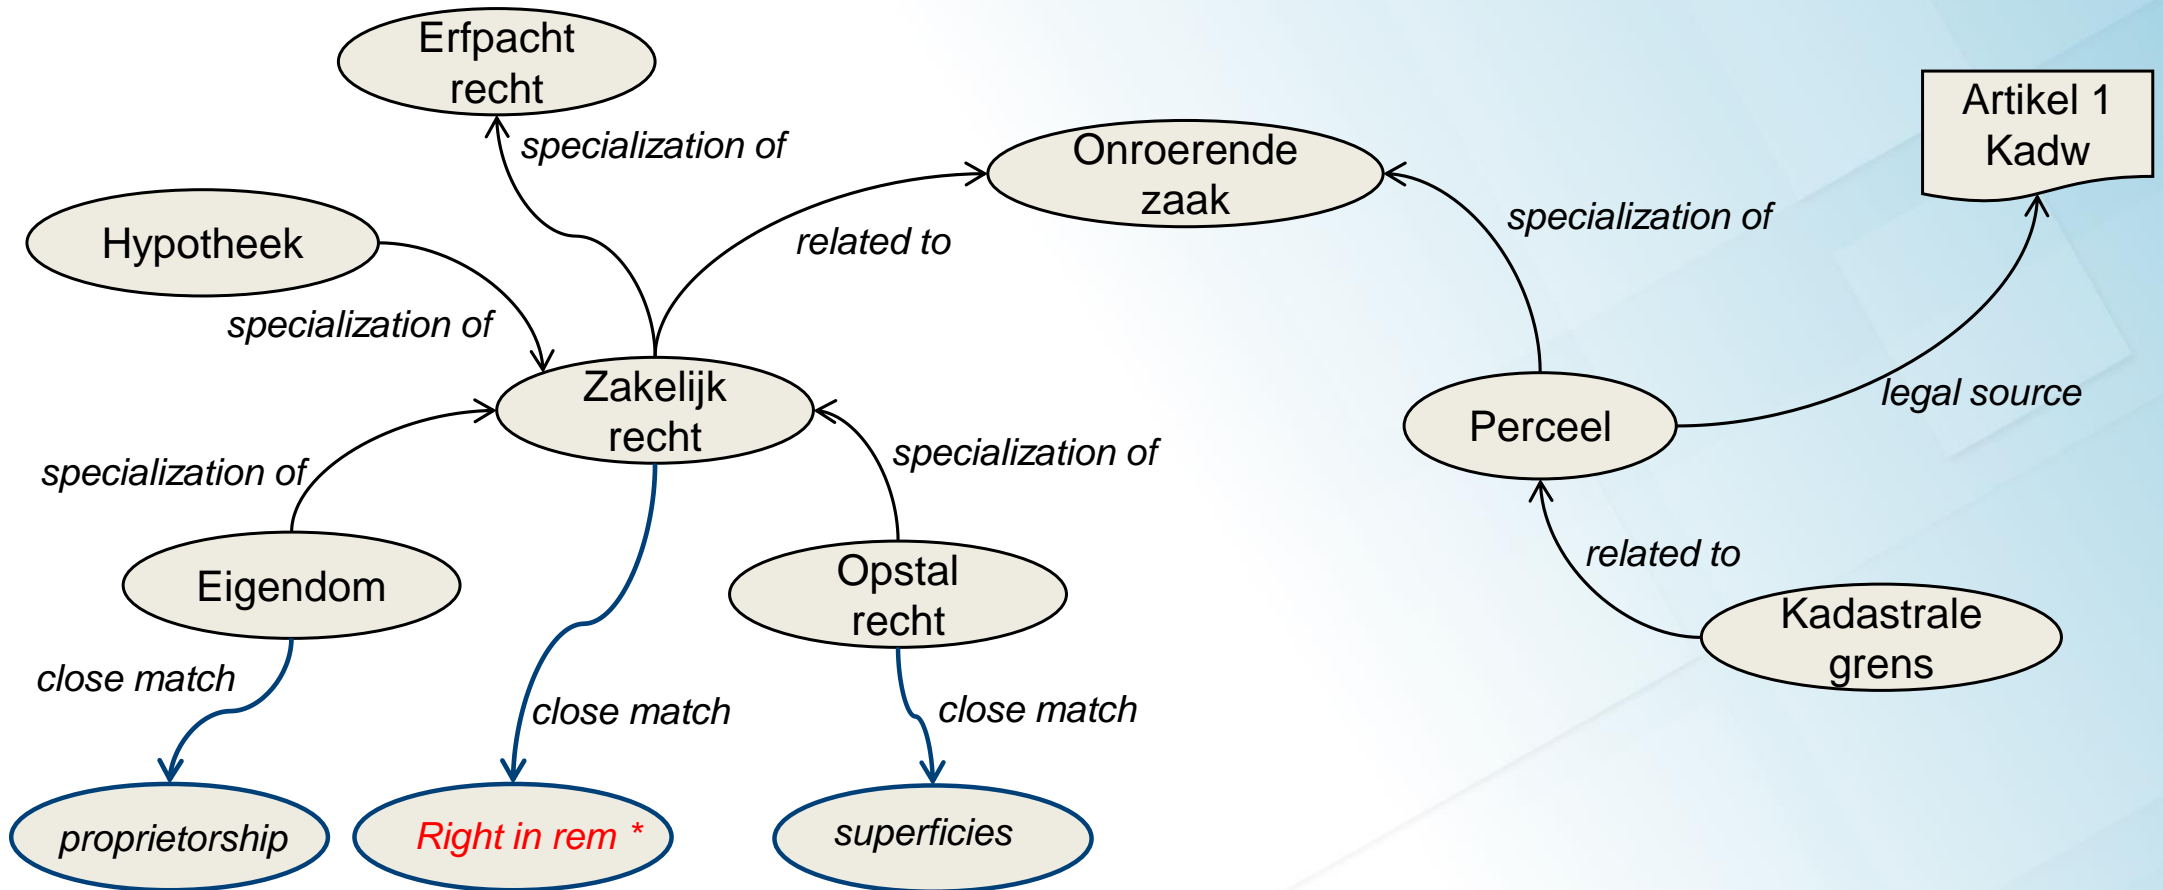 Erfpacht
recht
specialization of
Onroerende
zaak
Artikel 1
Kadw
Hypotheek
related to
specialization of
specialization of
Zakelijk
recht
Perceel
legal source
specialization of
specialization of
Eigendom
Opstal
recht
related to
Kadastrale
grens
close match
close match
close match
proprietorship
Right in rem *
superficies